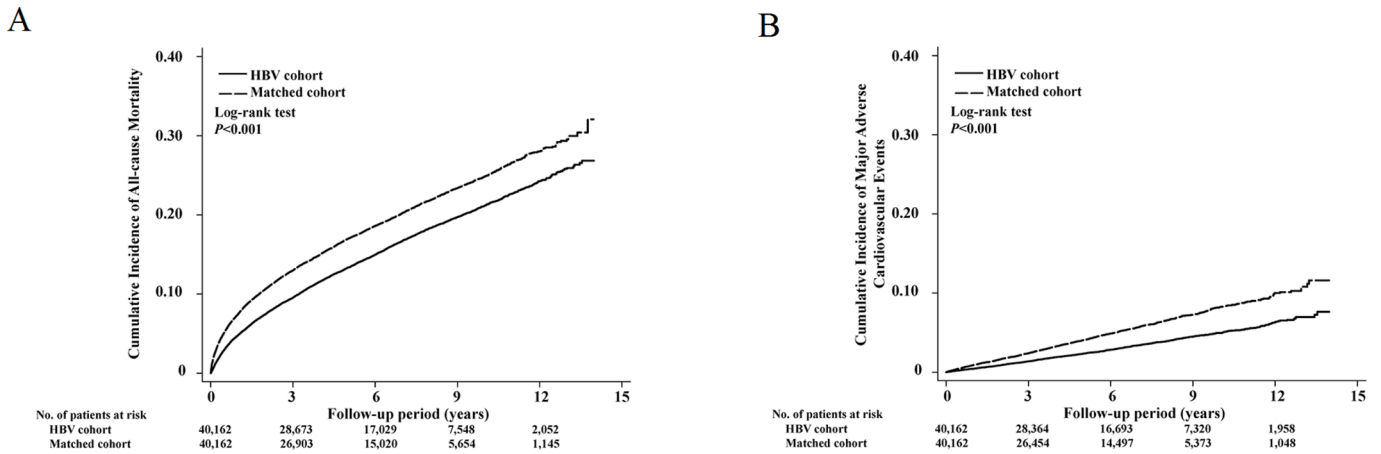 A
Cumulative Incidence of All-cause Mortality
0.40
0.30
0.20
0.10
0
HBV cohort
Matched cohort
Log-rank test
P<0.001
0 3 6 9 12 15
Follow-up period (years)
No. of patients at risk
HBV cohort 40,162 28,673 17,029 7,548 2,052
Matched cohort 40,162 26,903 15,020 5,654 1,145
B
Cumulative Incidence of Major Adverse
Cardiovascular Events
0.40
0.30
0.20
0.10
0
HBV cohort
Matched cohort
Log-rank test
P<0.001
0 3 6 9 12 15
Follow-up period (years)
No. of patients at risk
HBV cohort 40,162 28,364 16,693 7,320 1,958
Matched cohort 40,162 26,454 14,497 5,373 1,048